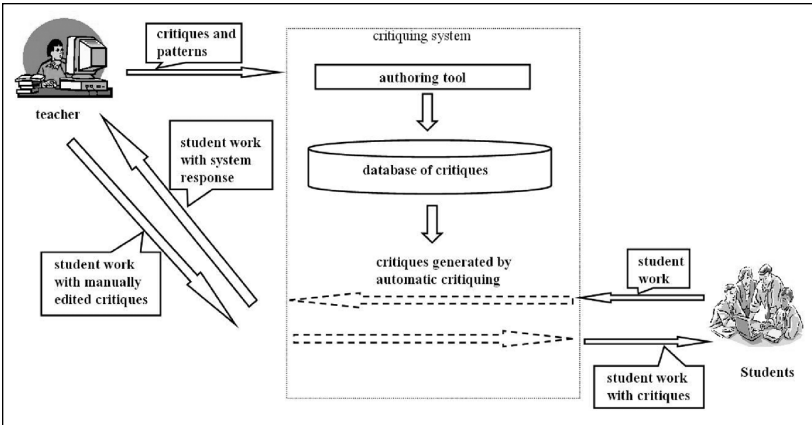 critiques and
patterns
critiquing system
authoring tool
teacher
student work
with system
response
database of critiques
student work
with manually
edited critiques
critiques generated by
automatic critiquing
student
work
Students
student work
with critiques